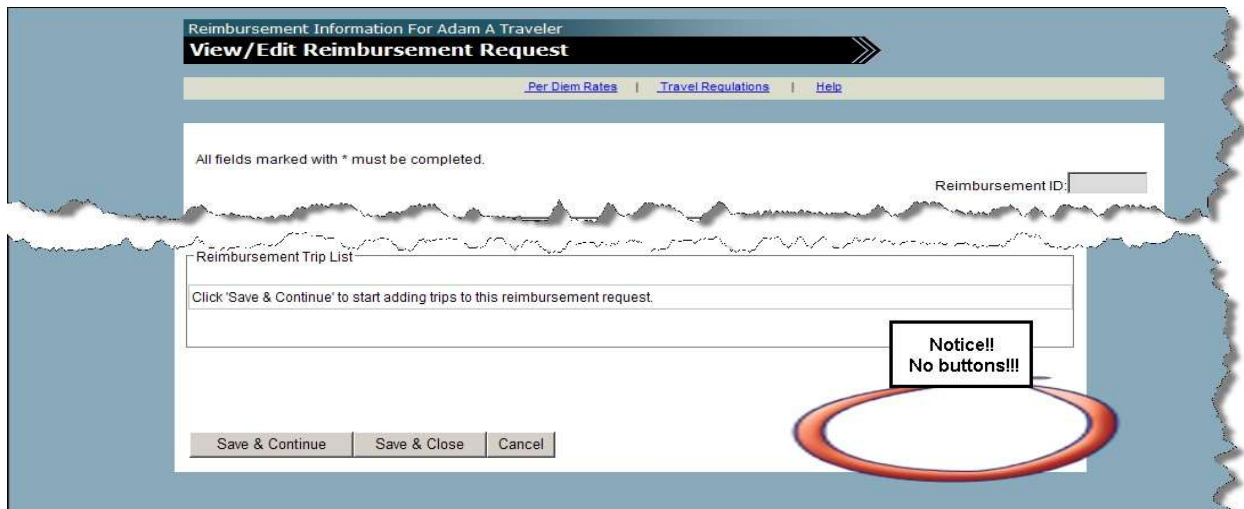 Reimbursement Information For Adam A Traveler
View/Edit Reimbursement Request
Per Diem Rates | Travel Regulations | Help
All fields marked with * must be completed.
Reimbursement ID:
Reimbursement Trip List
Click 'Save & Continue' to start adding trips to this reimbursement request.
Notice!!
No buttons!!!
Save & Continue Save & Close Cancel